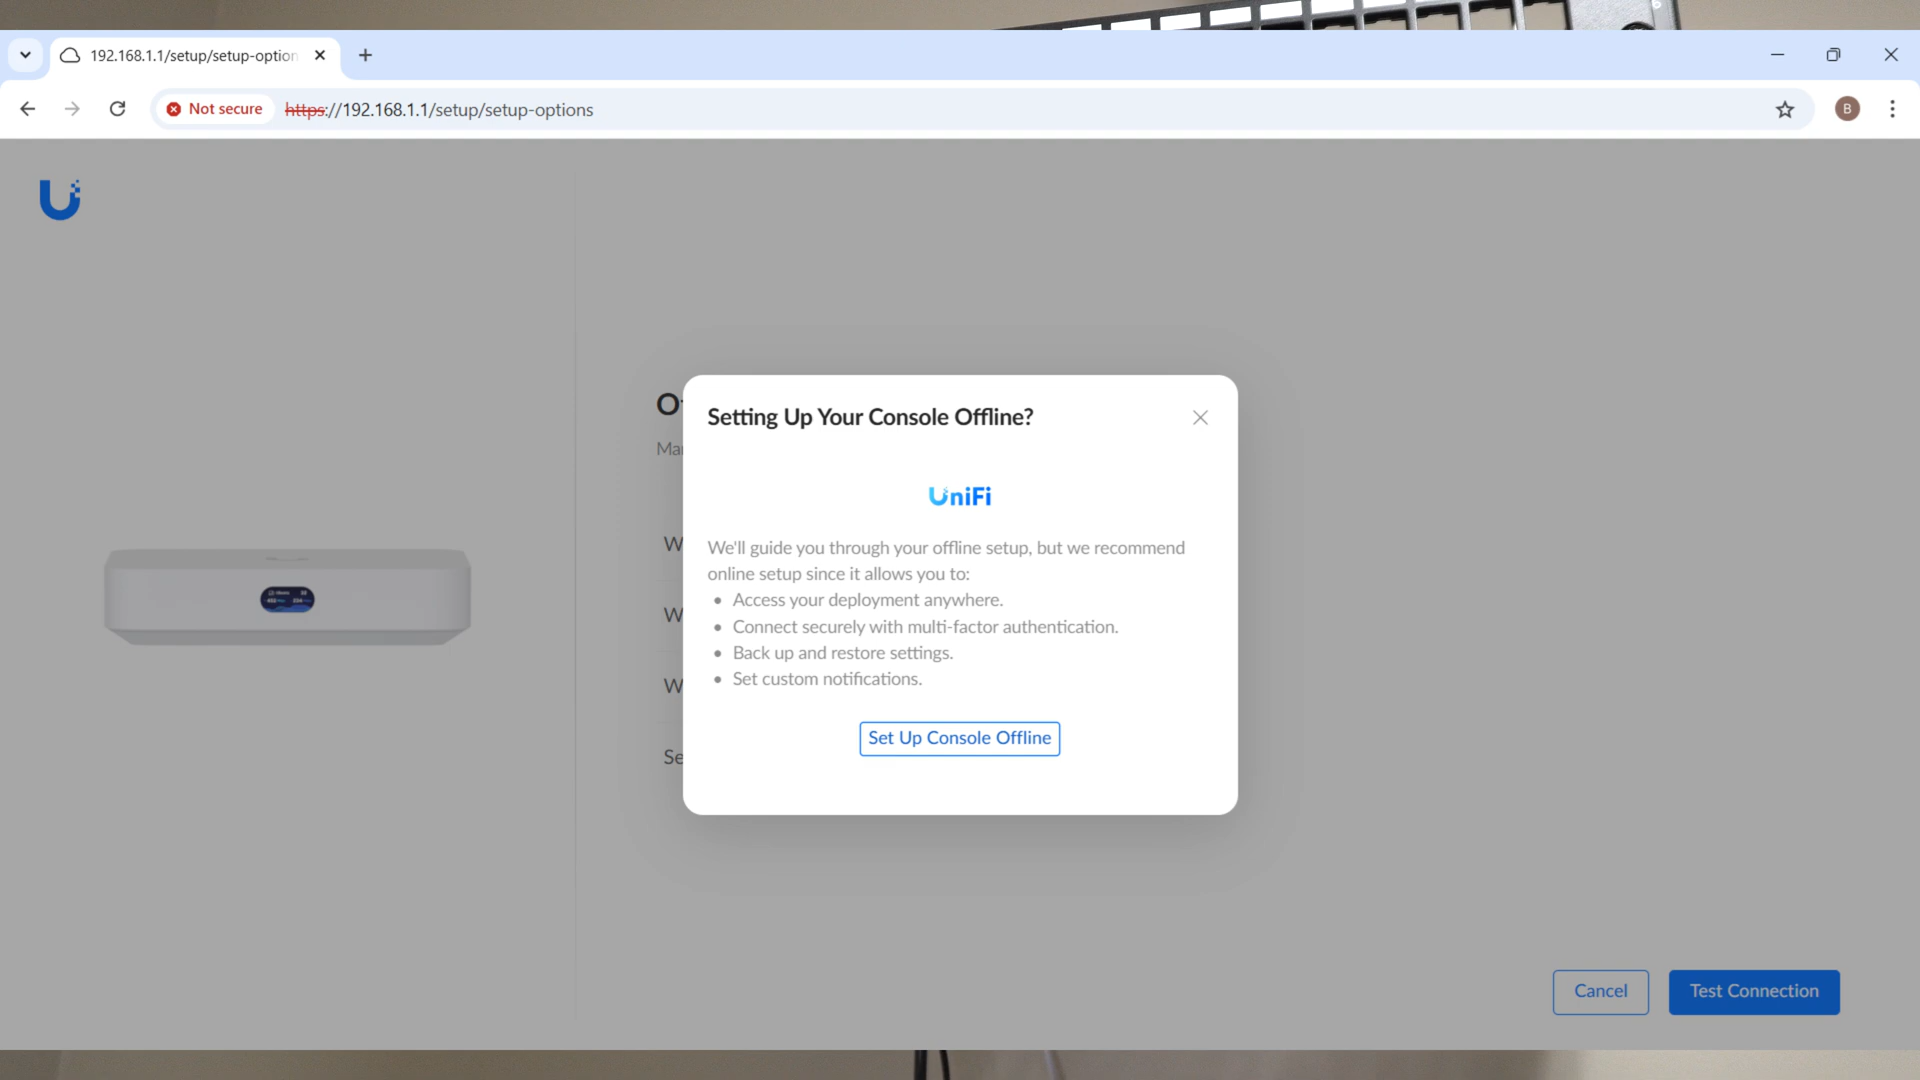 192.168.1.1/setup/setup-option
Not secure
https://192.168.1.1/setup/setup-options
B
Setting Up Your Console Offline?
UniFi
We'll guide you through your offline setup, but we recommend
online setup since it allows you to:
• Access your deployment anywhere.
• Connect securely with multi-factor authentication.
• Back up and restore settings.
• Set custom notifications.
Set Up Console Offline
Cancel
Test Connection